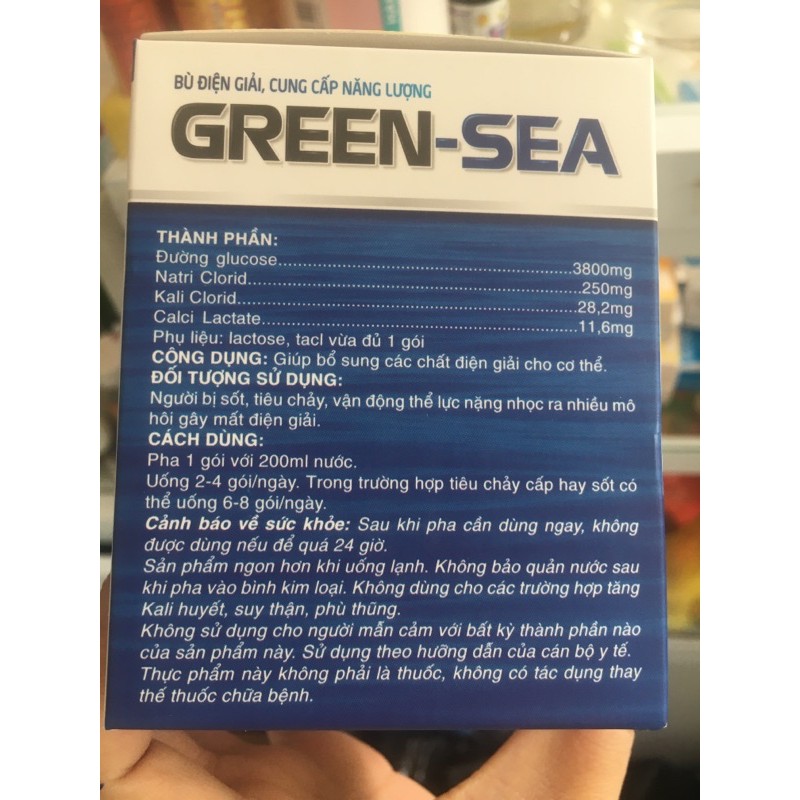 BÙ ĐIỆN GIẢI, CUNG CẤP NĂNG LƯỢNG
GREEN-SEA
THÀNH PHẦN:
Đường glucose.....3800mg
Natri Clorid.....250mg
Kali Clorid.....28,2mg
Calci Lactate.....11,6mg
Phụ liệu: lactose, tacl vừa đủ 1 gói
CÔNG DỤNG: Giúp bổ sung các chất điện giải cho cơ thể.
ĐỐI TƯỢNG SỬ DỤNG:
Người bị sốt, tiêu chảy, vận động thể lực nặng nhọc ra nhiều mô
hôi gây mất điện giải.
CÁCH DÙNG:
Pha 1 gói với 200ml nước.
Uống 2-4 gói/ngày. Trong trường hợp tiêu chảy cấp hay sốt có
thể uống 6-8 gói/ngày.
Cảnh báo về sức khỏe: Sau khi pha cần dùng ngay, không
được dùng nếu để quá 24 giờ.
Sản phẩm ngon hơn khi uống lạnh. Không bảo quản nước sau
khi pha vào bình kim loại. Không dùng cho các trường hợp tăng
Kali huyết, suy thận, phù thũng.
Không sử dụng cho người mẫn cảm với bất kỳ thành phần nào
của sản phẩm này. Sử dụng theo hưỡng dẫn của cán bộ y tế.
Thực phẩm này không phải là thuốc, không có tác dụng thay
thế thuốc chữa bệnh.